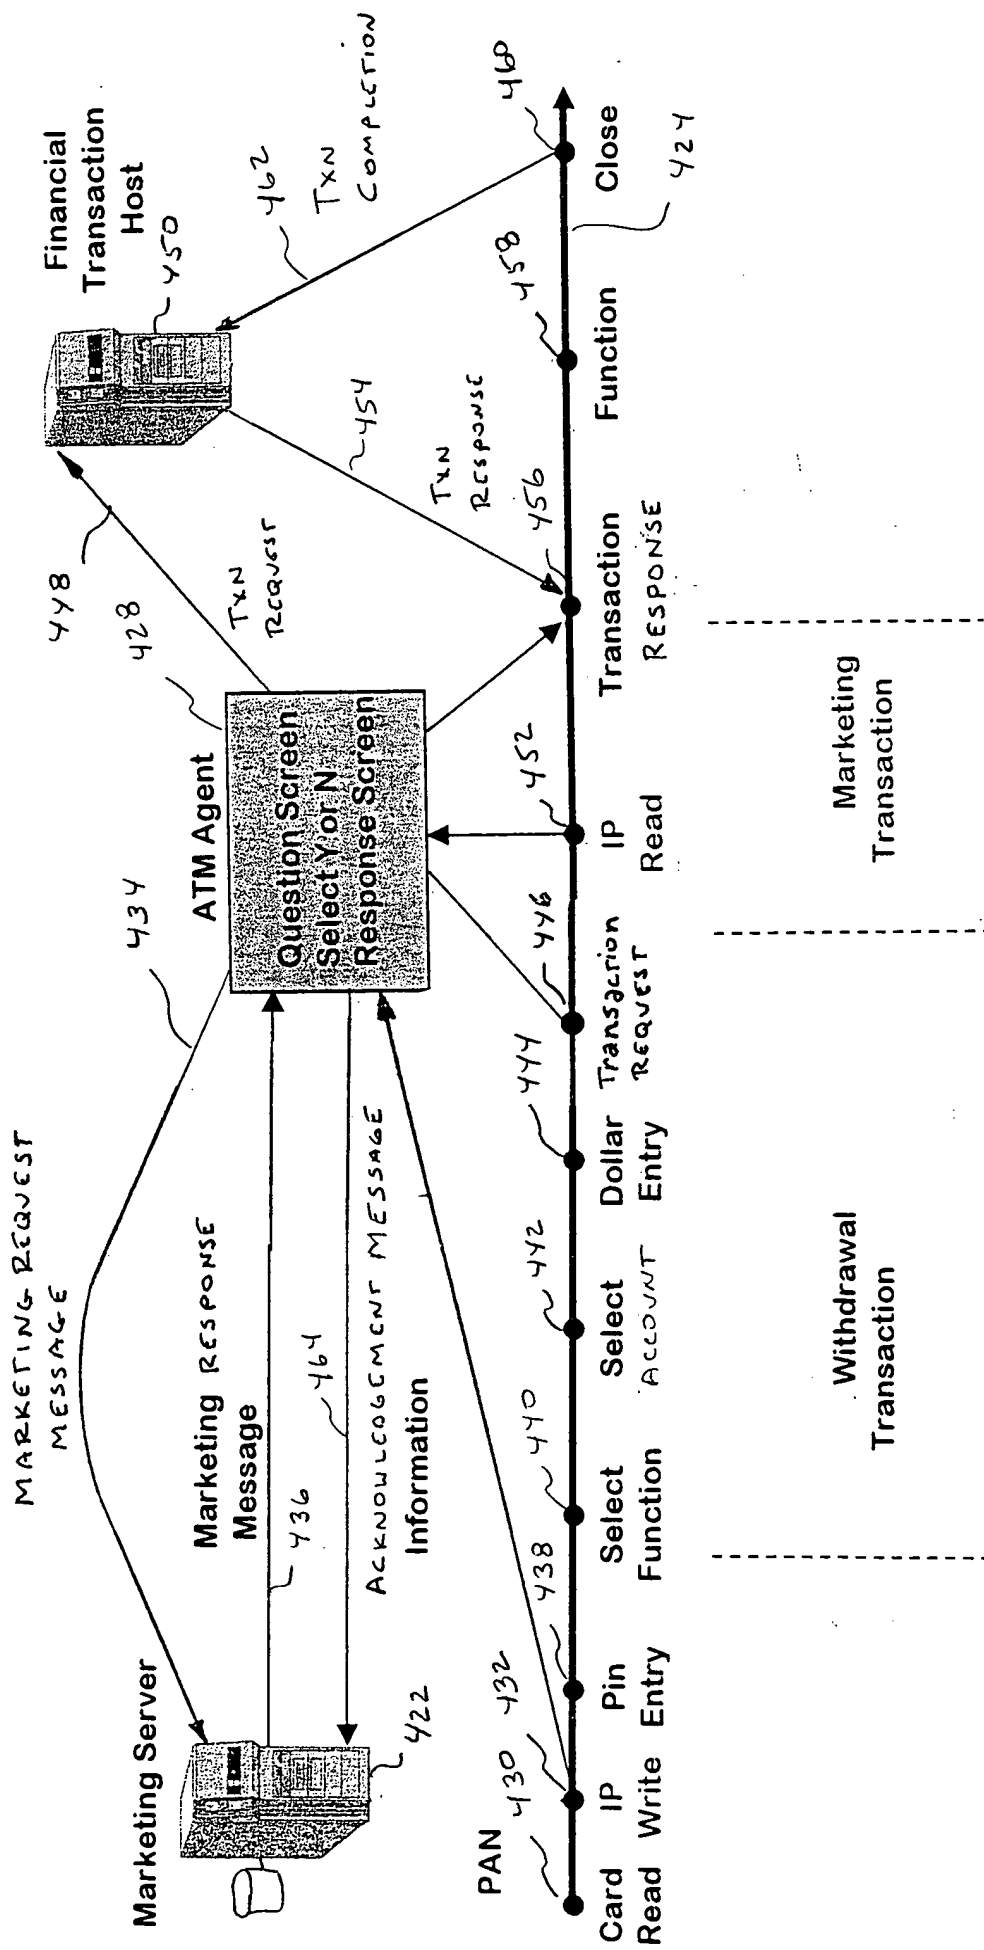 MARKETING REQUEST
MESSAGE
434
Marketing Server
422
Marketing RESPONSE
Message
436
464
ACKNOWLEDGEMENT MESSAGE
Information
ATM Agent
428
Question Screen
Select Y or N
Response Screen
448
TXN
REQUEST
Financial
Transaction
Host
450
454
TXN
RESPONSE
462
TXN
COMPLETION
PAN
430
432
438
440
442
444
446
452
456
458
460
424
Card
Read
IP
Write
Pin
Entry
Select
Function
Select
ACCOUNT
Dollar
Entry
Transaction
REQUEST
IP
Read
Transaction
RESPONSE
Function
Close
Withdrawal
Transaction
Marketing
Transaction